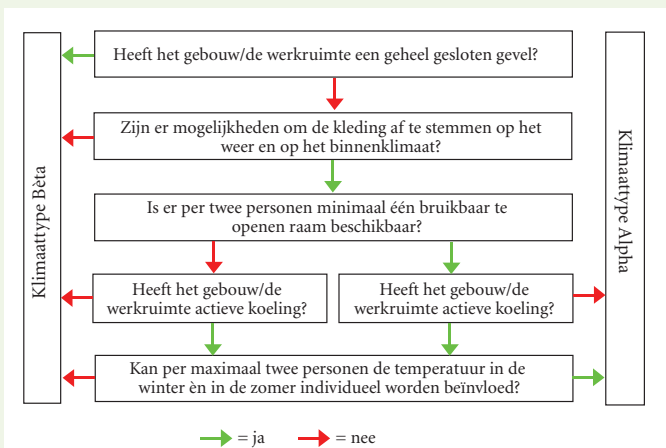 Heeft het gebouw/de werkruimte een geheel gesloten gevel?
Zijn er mogelijkheden om de kleding af te stemmen op het
weer en op het binnenklimaat?
Klimaattype Bèta
Klimaattype Alpha
Is er per twee personen minimaal één bruikbaar te
openen raam beschikbaar?
Heeft het gebouw/de
werkruimte actieve koeling?
Heeft het gebouw/de
werkruimte actieve koeling?
Kan per maximaal twee personen de temperatuur in de
winter èn in de zomer individueel worden beïnvloed?
= ja
= nee